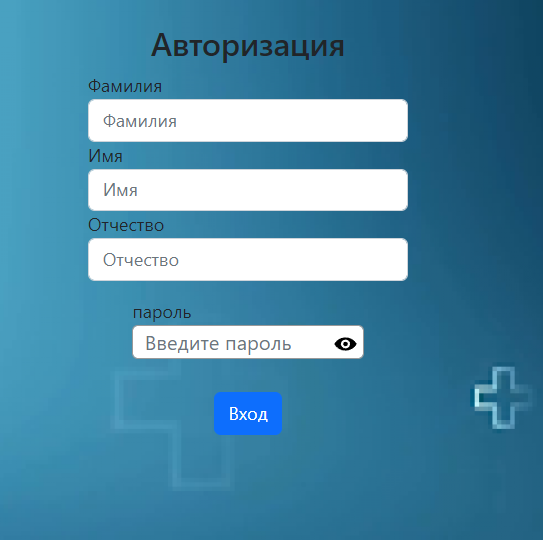 Авторизация
Фамилия
Фамилия
Имя
Имя
Отчество
Отчество
пароль
Введите пароль
Вход